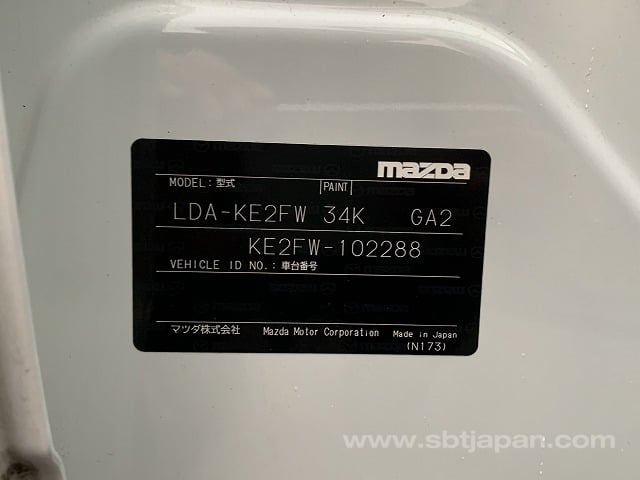 mazda
MODEL: 型式 PAINT
LDA-KE2FW 34K GA2
KE2FW-102288
VEHICLE ID NO.: 車台番号
マツダ株式会社 Mazda Motor Corporation Made in Japan
(N173)
www.sbtjapan.com